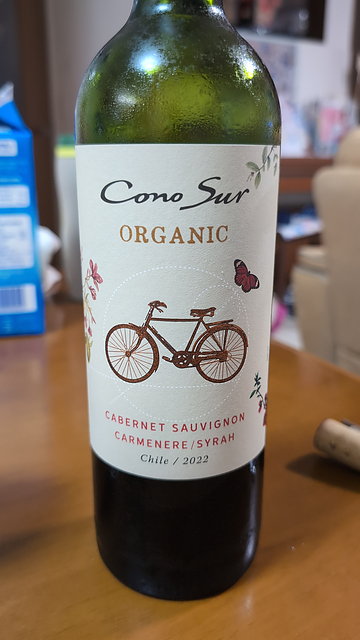 Cono Sur
ORGANIC
CABERNET SAUVIGNON
CARMENERE/SYRAH
Chile / 2022